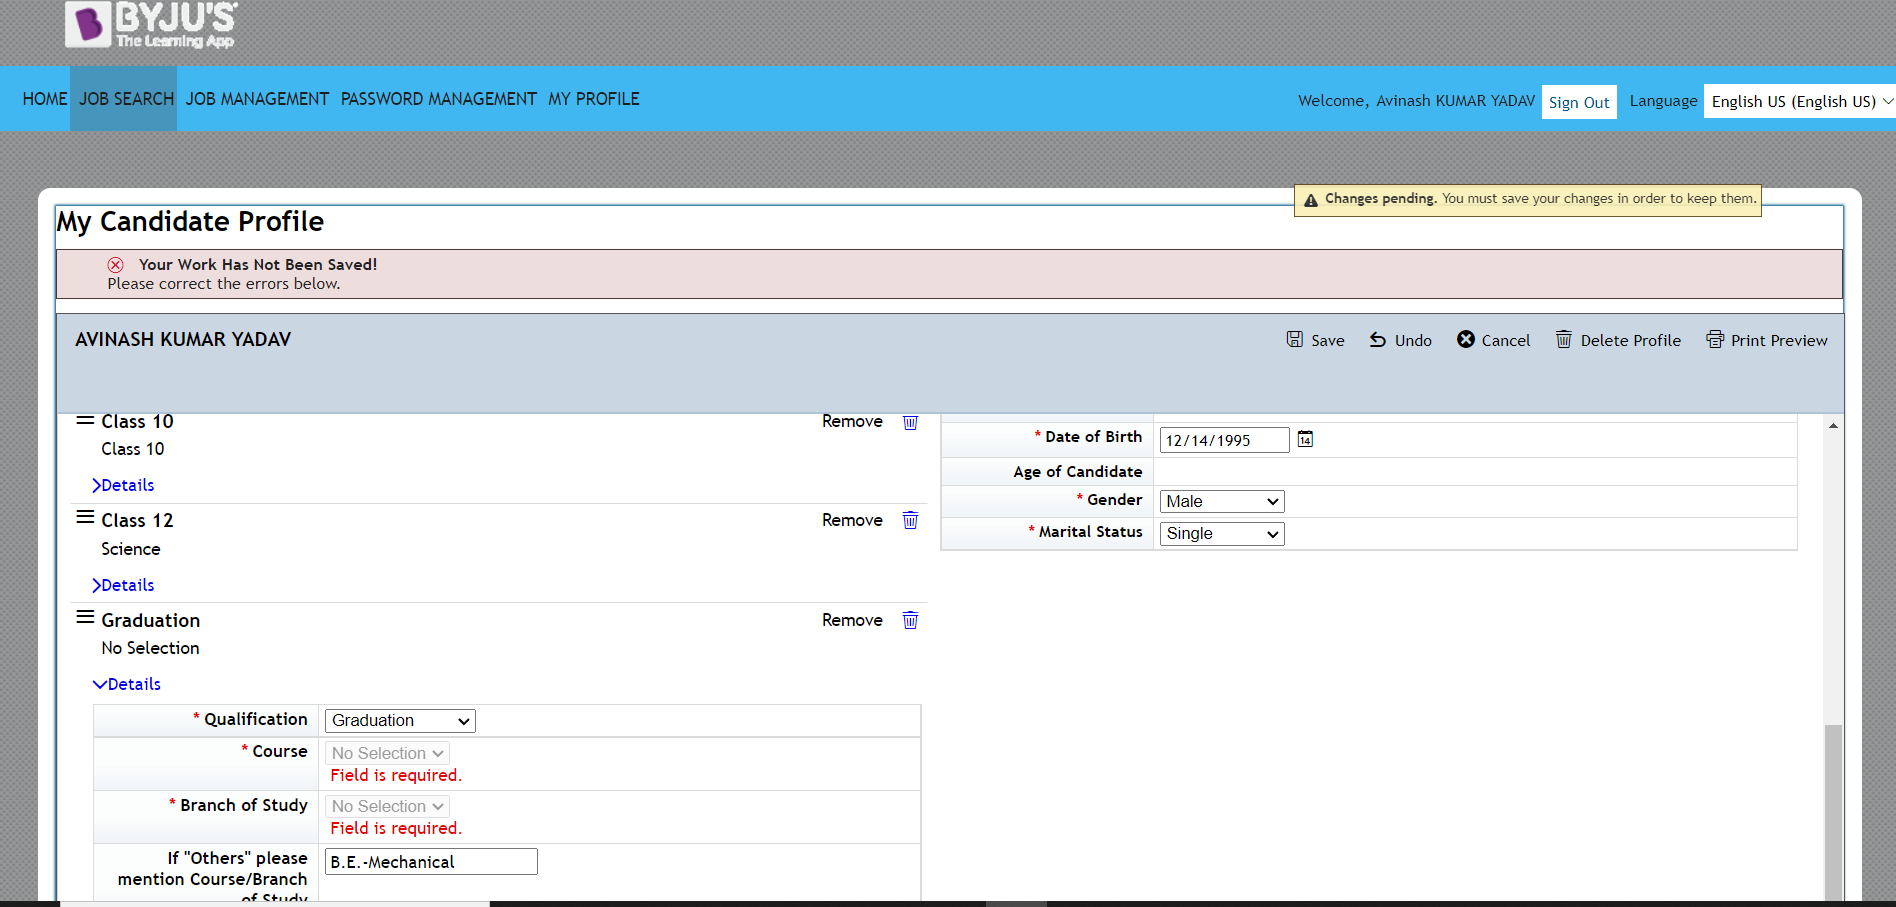 BYJU'S
The Learning App
HOME JOB SEARCH JOB MANAGEMENT PASSWORD MANAGEMENT MY PROFILE
Welcome, Avinash KUMAR YADAV Sign Out Language English US (English US)
Changes pending. You must save your changes in order to keep them.
My Candidate Profile
Your Work Has Not Been Saved!
Please correct the errors below.
AVINASH KUMAR YADAV Save Undo Cancel Delete Profile Print Preview
Class 10 Remove
Class 10
Details
Class 12 Remove
Science
Details
Graduation Remove
No Selection
Details
* Qualification Graduation
* Course No Selection
Field is required.
* Branch of Study No Selection
Field is required.
If "Others" please
mention Course/Branch
of Study
B.E.-Mechanical
* Date of Birth 12/14/1995 14
Age of Candidate
* Gender Male
* Marital Status Single